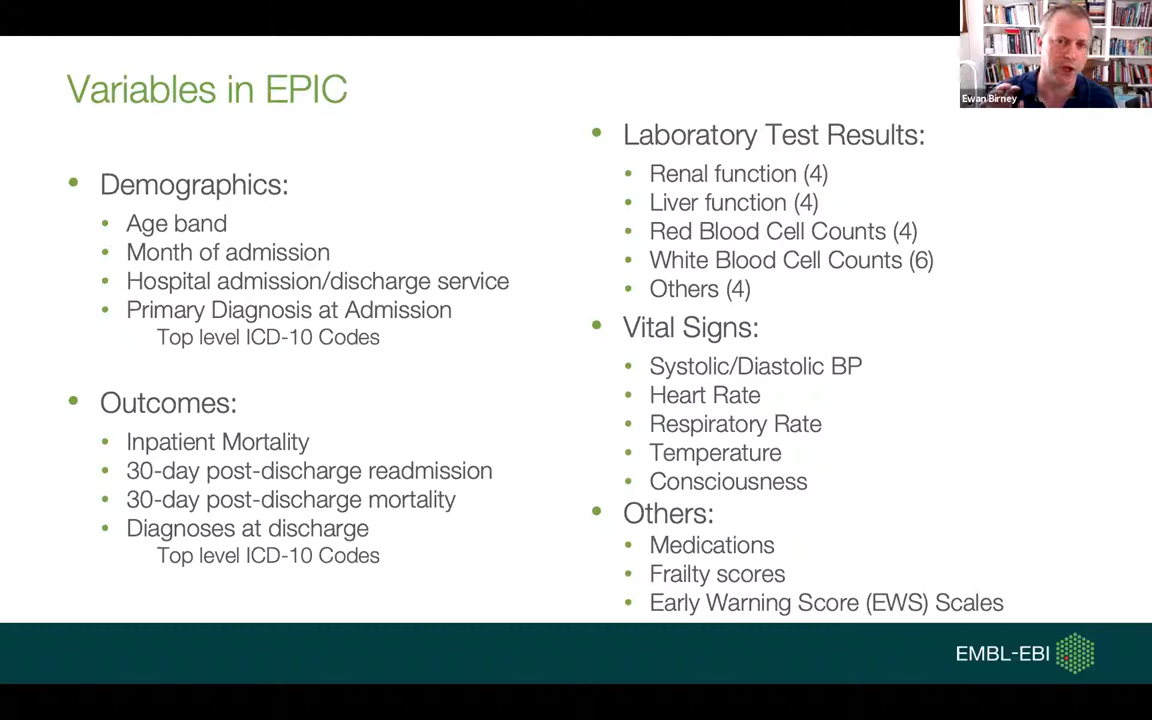 Variables in EPIC
Demographics:
Age band
Month of admission
Hospital admission/discharge service
Primary Diagnosis at Admission
Top level ICD-10 Codes
Outcomes:
Inpatient Mortality
30-day post-discharge readmission
30-day post-discharge mortality
Diagnoses at discharge
Top level ICD-10 Codes
Laboratory Test Results:
Renal function (4)
Liver function (4)
Red Blood Cell Counts (4)
White Blood Cell Counts (6)
Others (4)
Vital Signs:
Systolic/Diastolic BP
Heart Rate
Respiratory Rate
Temperature
Consciousness
Others:
Medications
Frailty scores
Early Warning Score (EWS) Scales
Ewan Birney
EMBL-EBI